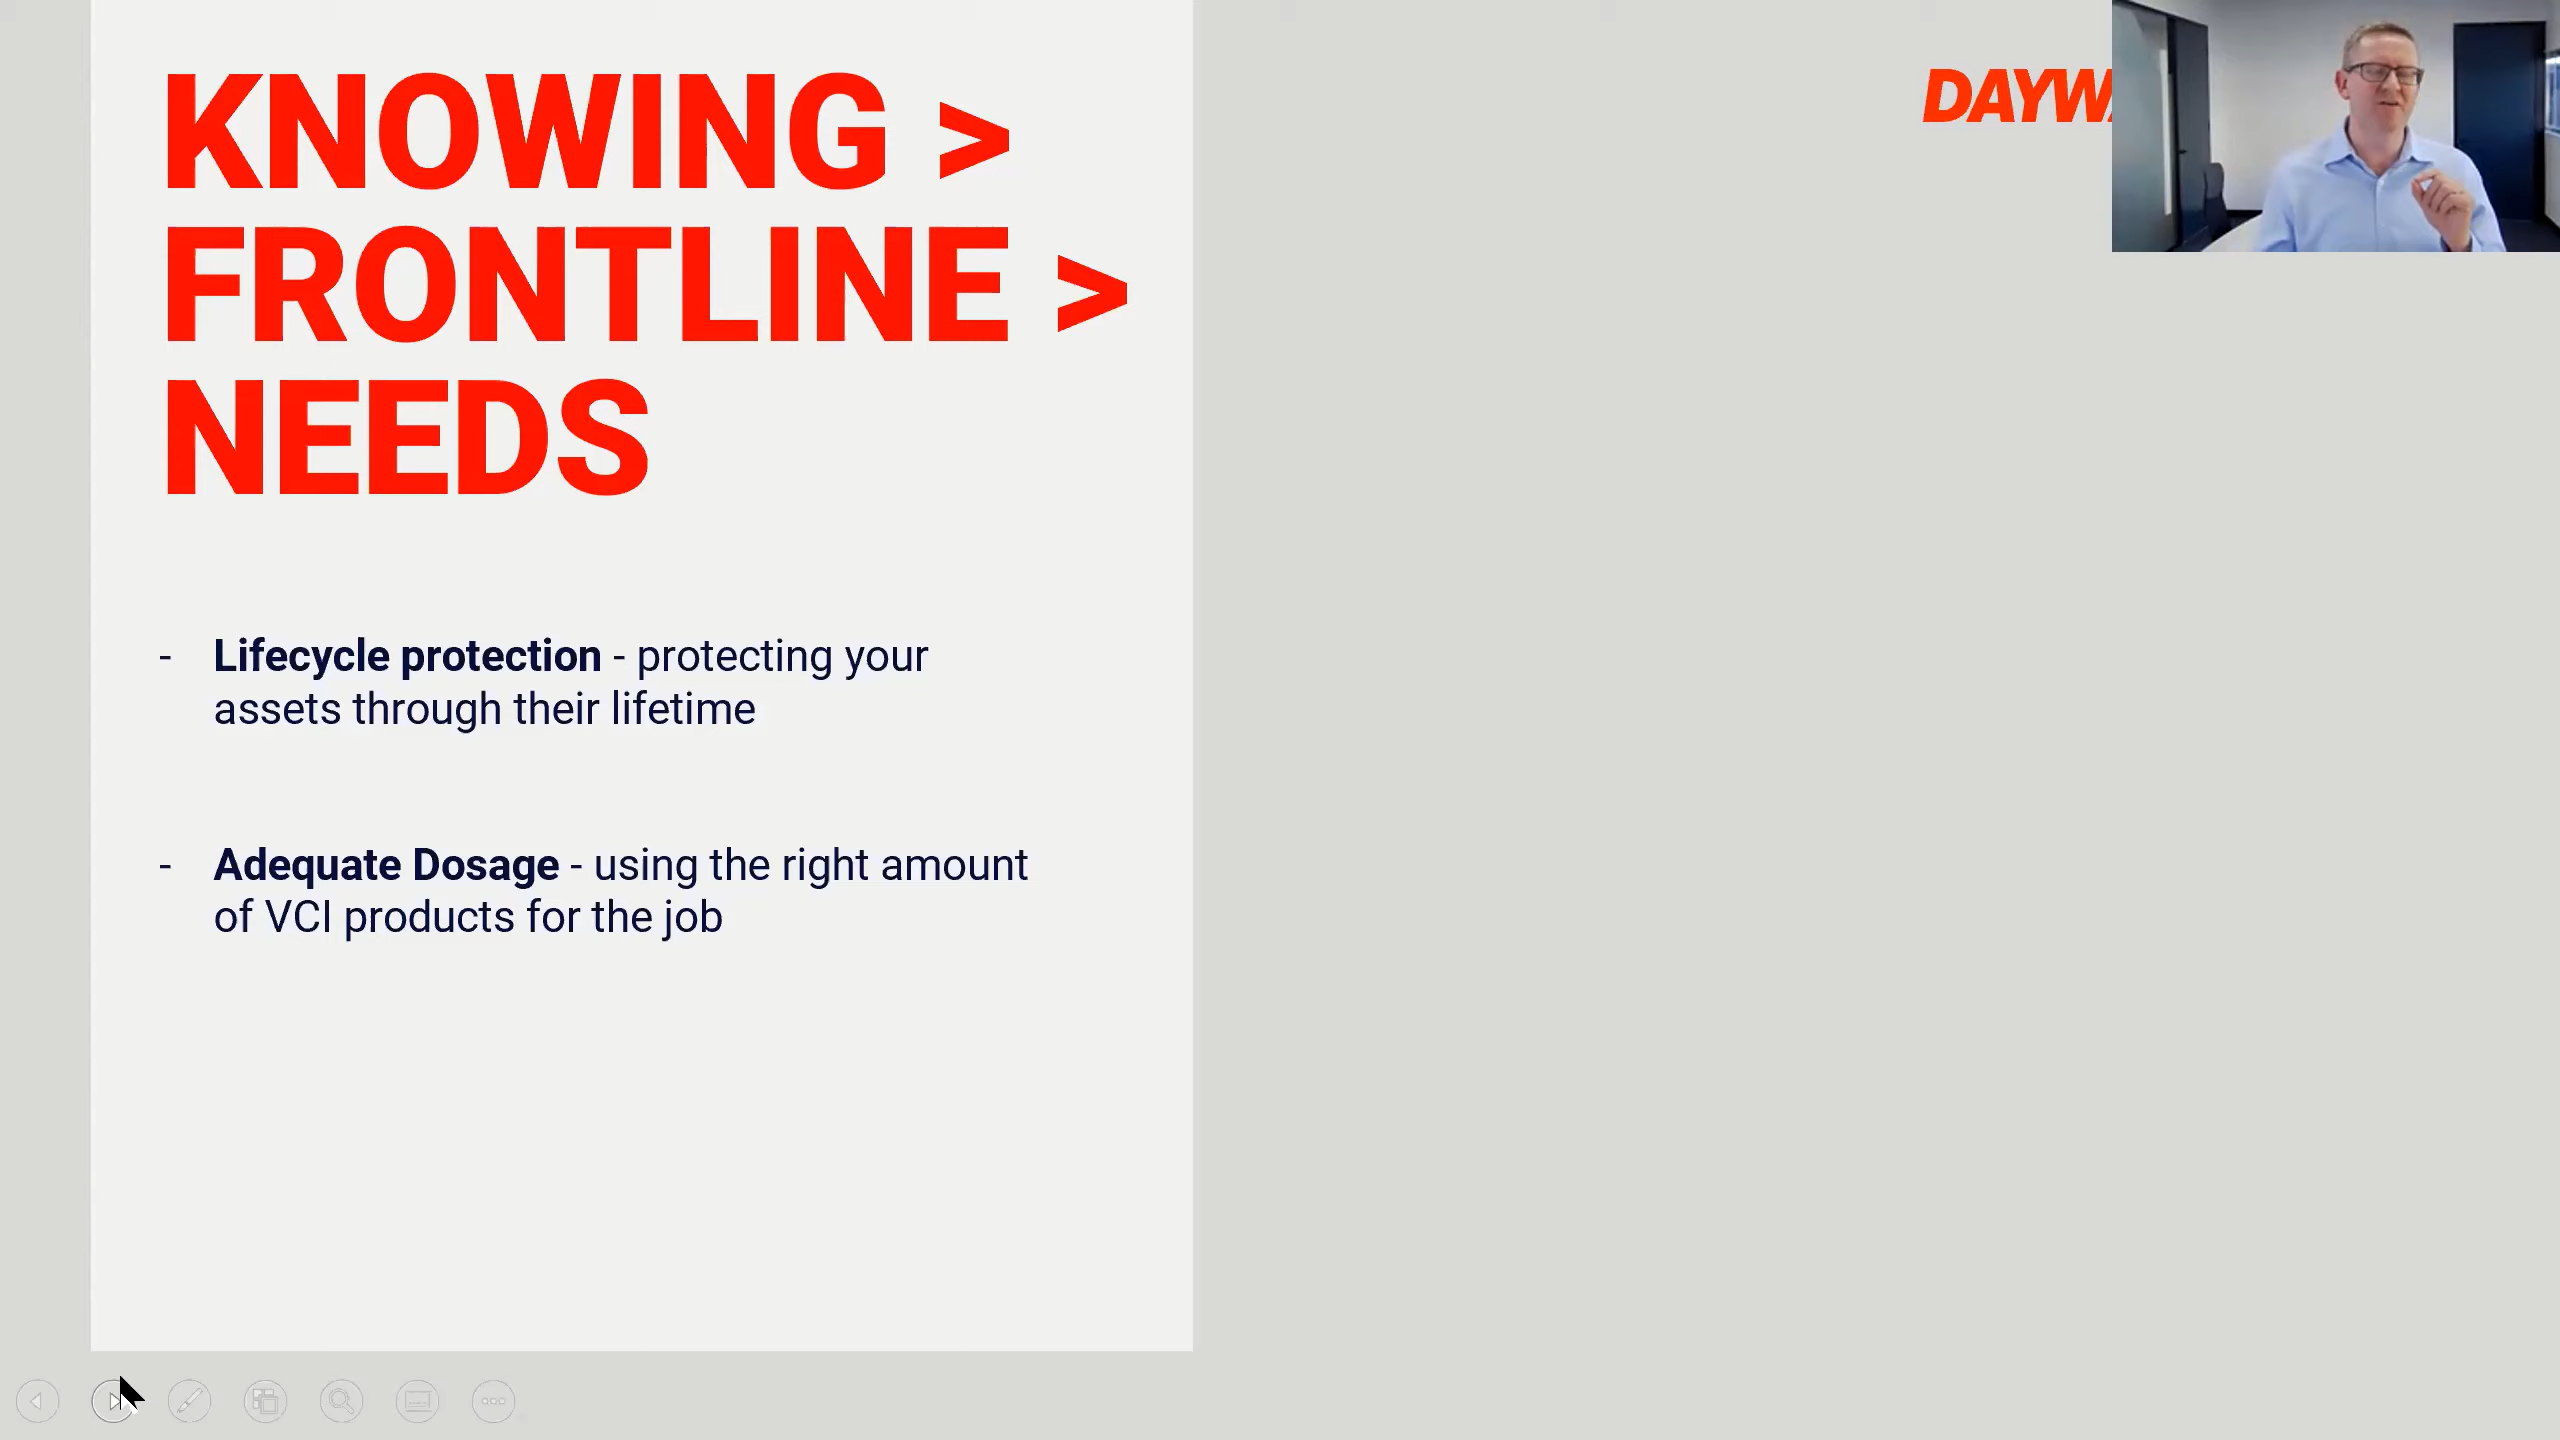 KNOWING >
FRONTLINE >
NEEDS
- Lifecycle protection - protecting your
assets through their lifetime
- Adequate Dosage - using the right amount
of VCI products for the job